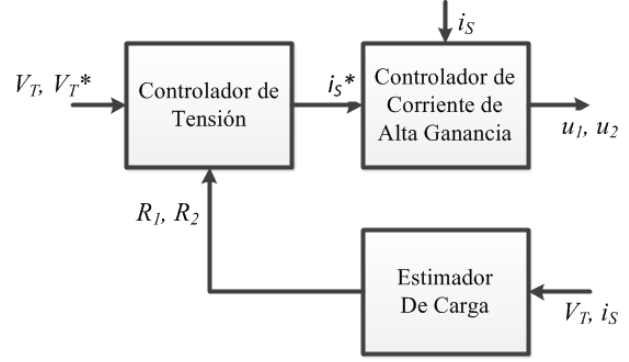 i_S
V_T, V_T*
Controlador de
Tensión
i_S*
Controlador de
Corriente de
Alta Ganancia
u_1, u_2
R_1, R_2
Estimador
De Carga
V_T, i_S